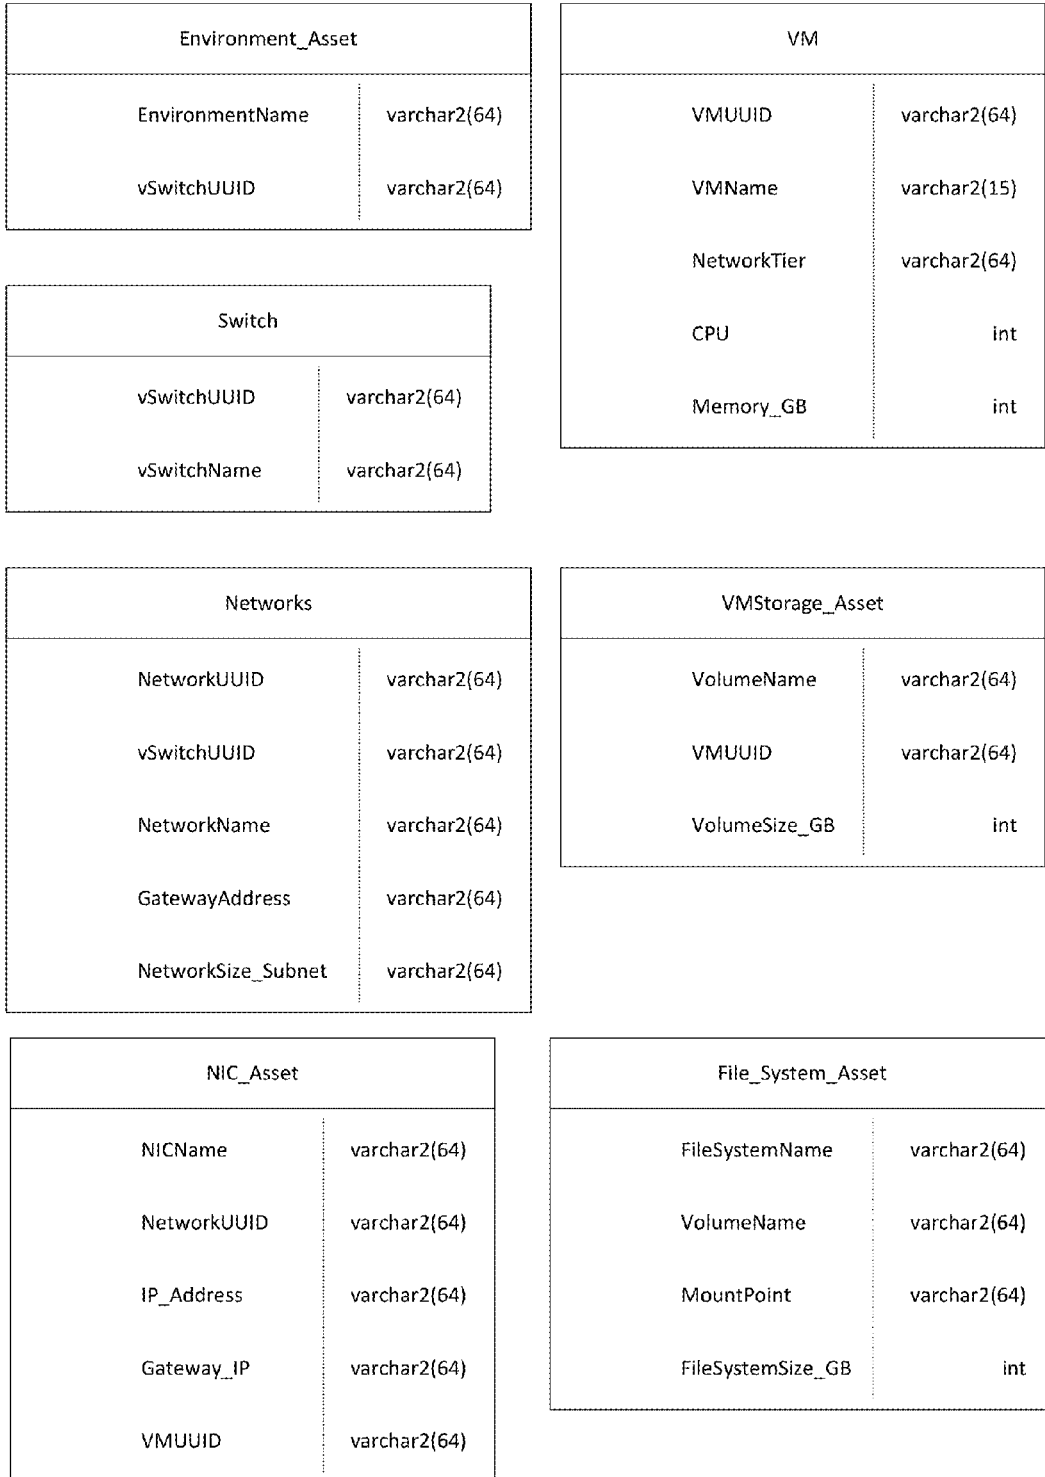 Environment_Asset
EnvironmentName varchar2(64)
vSwitchUUID varchar2(64)
VM
VMUUID varchar2(64)
VMName varchar2(15)
NetworkTier varchar2(64)
CPU int
Memory_GB int
Switch
vSwitchUUID varchar2(64)
vSwitchName varchar2(64)
Networks
NetworkUUID varchar2(64)
vSwitchUUID varchar2(64)
NetworkName varchar2(64)
GatewayAddress varchar2(64)
NetworkSize_Subnet varchar2(64)
VMStorage_Asset
VolumeName varchar2(64)
VMUUID varchar2(64)
VolumeSize_GB int
NIC_Asset
NICName varchar2(64)
NetworkUUID varchar2(64)
IP_Address varchar2(64)
Gateway_IP varchar2(64)
VMUUID varchar2(64)
File_System_Asset
FileSystemName varchar2(64)
VolumeName varchar2(64)
MountPoint varchar2(64)
FileSystemSize_GB int